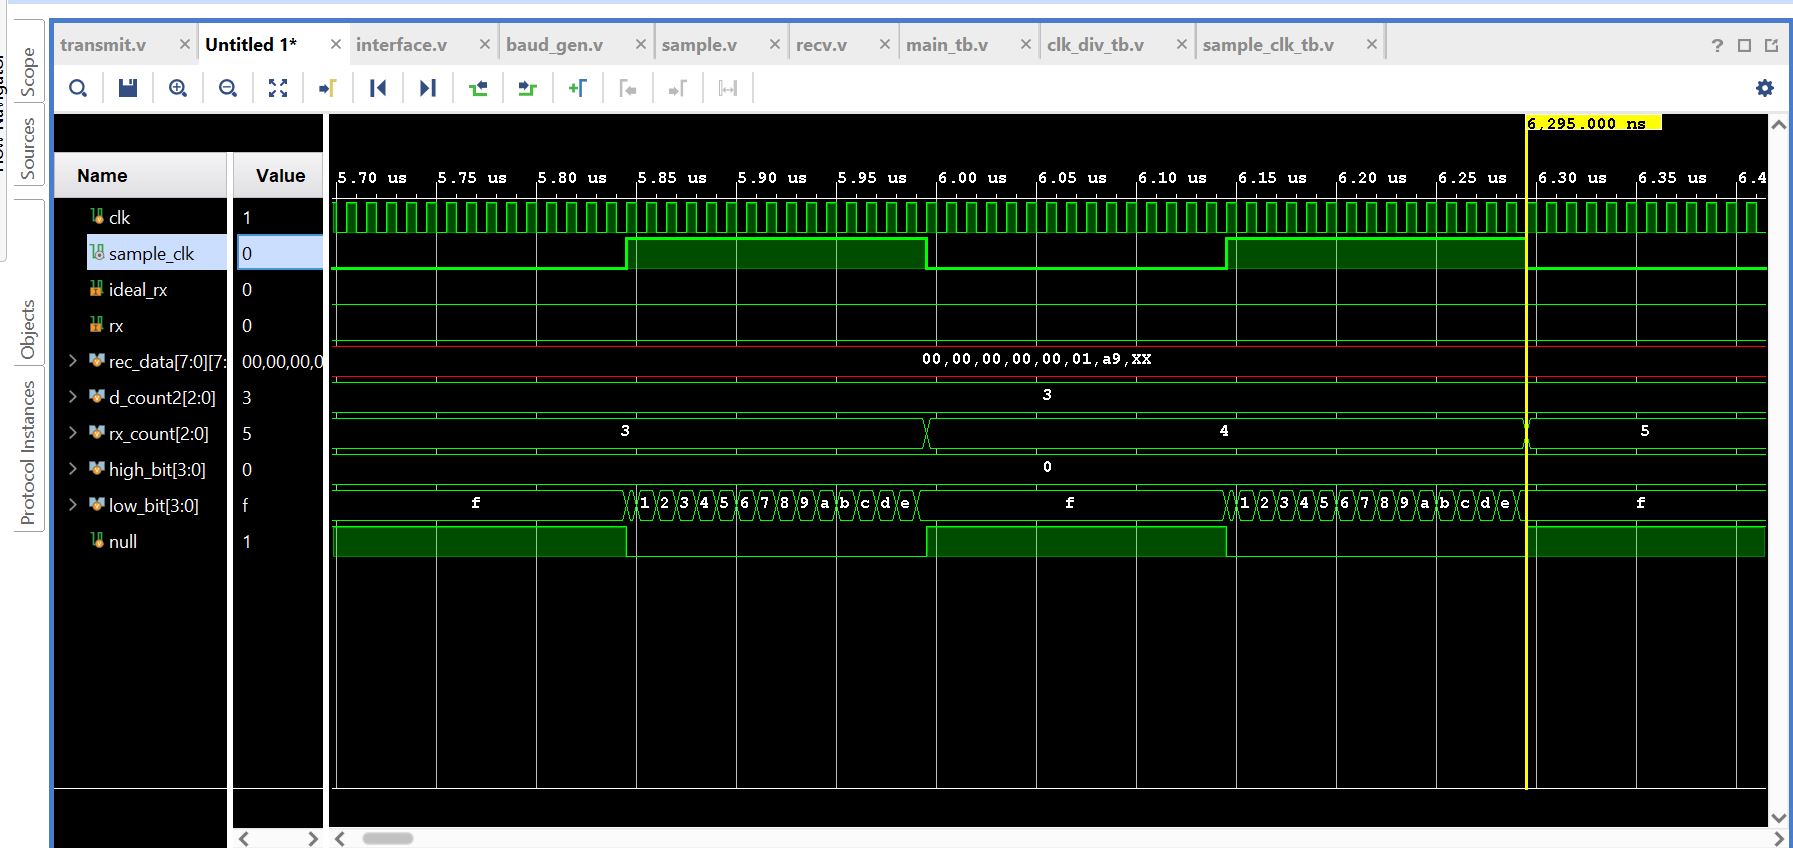 transmit.v × Untitled 1* × interface.v × baud_gen.v × sample.v × recv.v × main_tb.v × clk_div_tb.v × sample_clk_tb.v × ?
Scope
Sources
Objects
Protocol Instances
6,295.000 ns
Name Value 5.70 us 5.75 us 5.80 us 5.85 us 5.90 us 5.95 us 6.00 us 6.05 us 6.10 us 6.15 us 6.20 us 6.25 us 6.30 us 6.35 us 6.4
clk 1
sample_clk 0
ideal_rx 0
rx 0
rec_data[7:0][7: 00,00,00,0 00,00,00,00,00,01,a9,XX
d_count2[2:0] 3 3
rx_count[2:0] 5 3 4 5
high_bit[3:0] 0 0
low_bit[3:0] f f 1 2 3 4 5 6 7 8 9 a b c d e f 1 2 3 4 5 6 7 8 9 a b c d e f
null 1